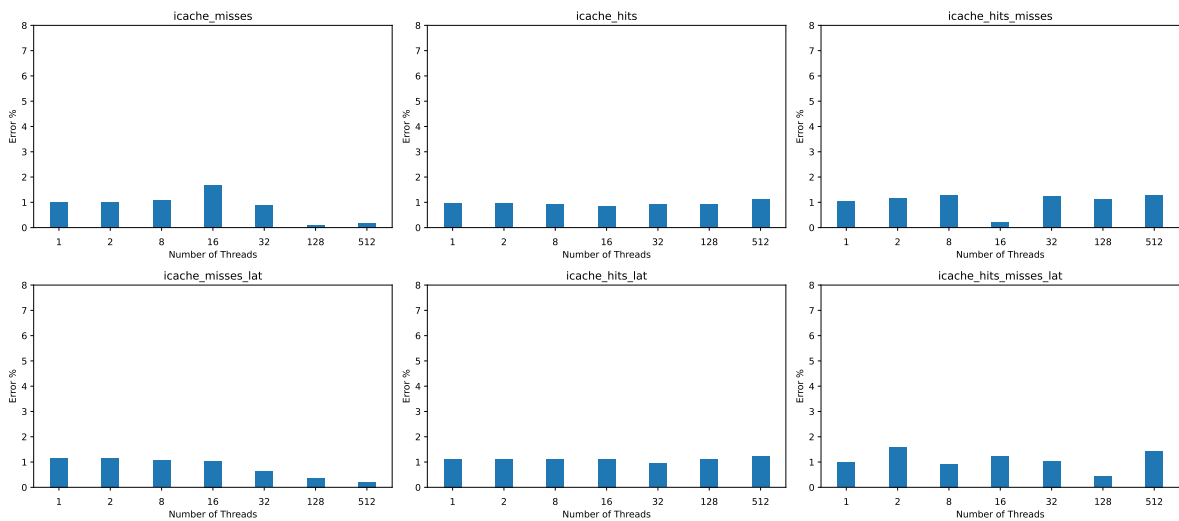 icache_misses
8
7
6
5
4
3
2
1
0
Error %
1 2 8 16 32 128 512
Number of Threads
icache_hits
8
7
6
5
4
3
2
1
0
Error %
1 2 8 16 32 128 512
Number of Threads
icache_hits_misses
8
7
6
5
4
3
2
1
0
Error %
1 2 8 16 32 128 512
Number of Threads
icache_misses_lat
8
7
6
5
4
3
2
1
0
Error %
1 2 8 16 32 128 512
Number of Threads
icache_hits_lat
8
7
6
5
4
3
2
1
0
Error %
1 2 8 16 32 128 512
Number of Threads
icache_hits_misses_lat
8
7
6
5
4
3
2
1
0
Error %
1 2 8 16 32 128 512
Number of Threads